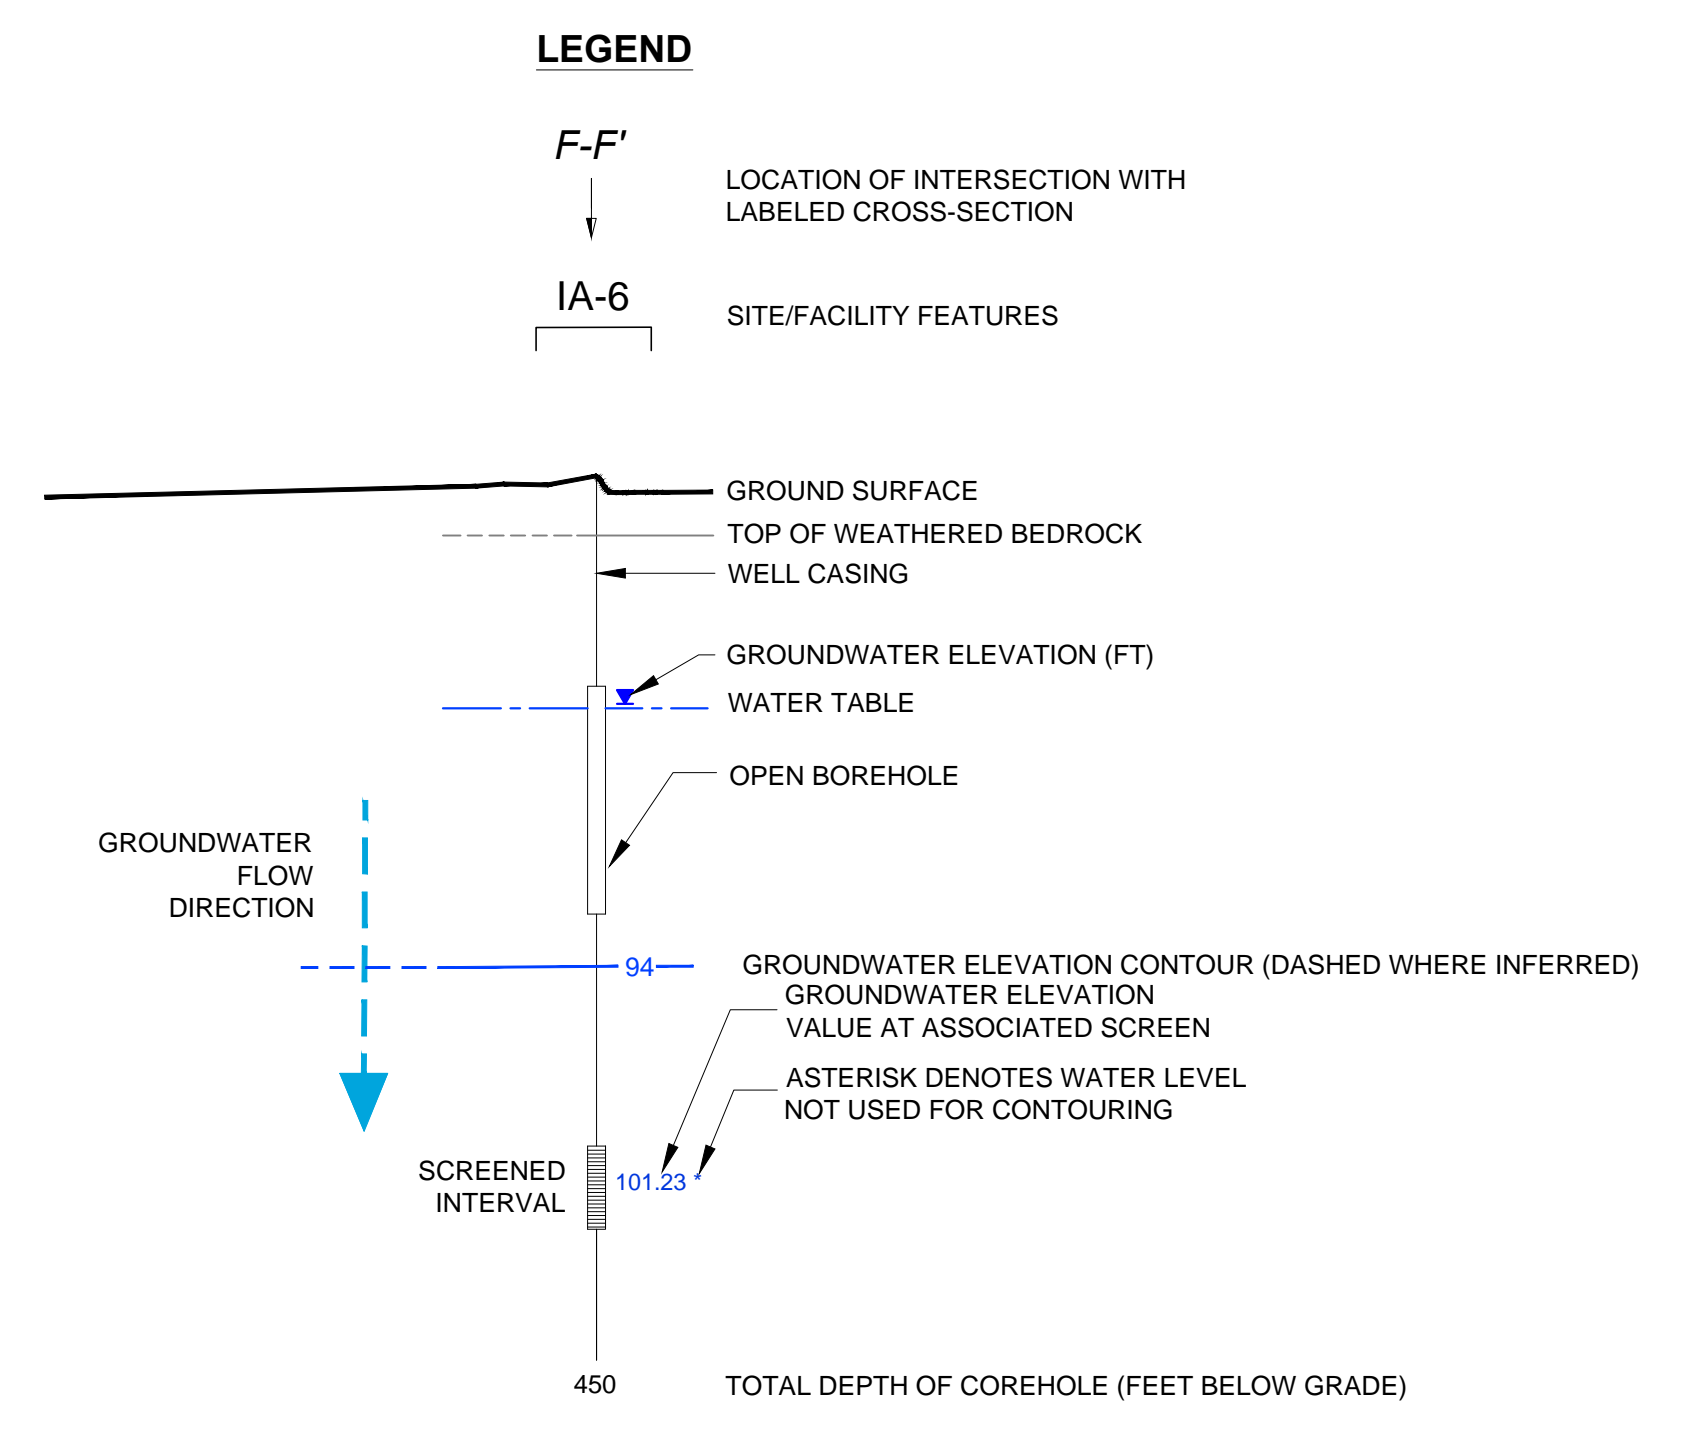 LEGEND
F-F'
LOCATION OF INTERSECTION WITH
LABELED CROSS-SECTION
IA-6
SITE/FACILITY FEATURES
GROUND SURFACE
TOP OF WEATHERED BEDROCK
WELL CASING
GROUNDWATER ELEVATION (FT)
WATER TABLE
OPEN BOREHOLE
GROUNDWATER
FLOW
DIRECTION
94
GROUNDWATER ELEVATION CONTOUR (DASHED WHERE INFERRED)
GROUNDWATER ELEVATION
VALUE AT ASSOCIATED SCREEN
ASTERISK DENOTES WATER LEVEL
NOT USED FOR CONTOURING
SCREENED
INTERVAL
101.23 *
450
TOTAL DEPTH OF COREHOLE (FEET BELOW GRADE)